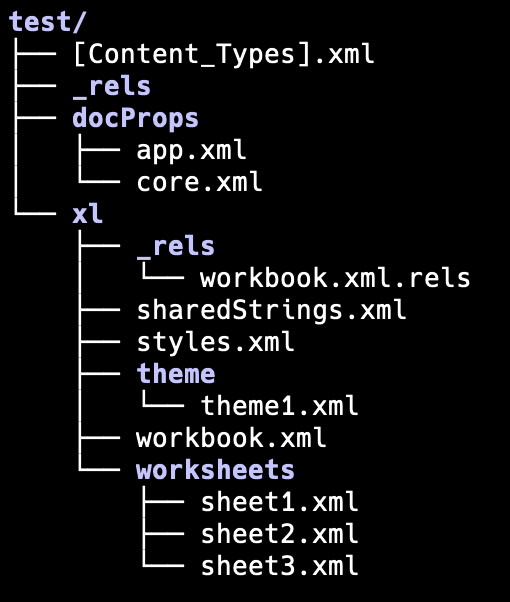 test/
├── [Content_Types].xml
├── _rels
├── docProps
│   ├── app.xml
│   └── core.xml
└── xl
    ├── _rels
    │   └── workbook.xml.rels
    ├── sharedStrings.xml
    ├── styles.xml
    ├── theme
    │   └── theme1.xml
    ├── workbook.xml
    └── worksheets
        ├── sheet1.xml
        ├── sheet2.xml
        └── sheet3.xml